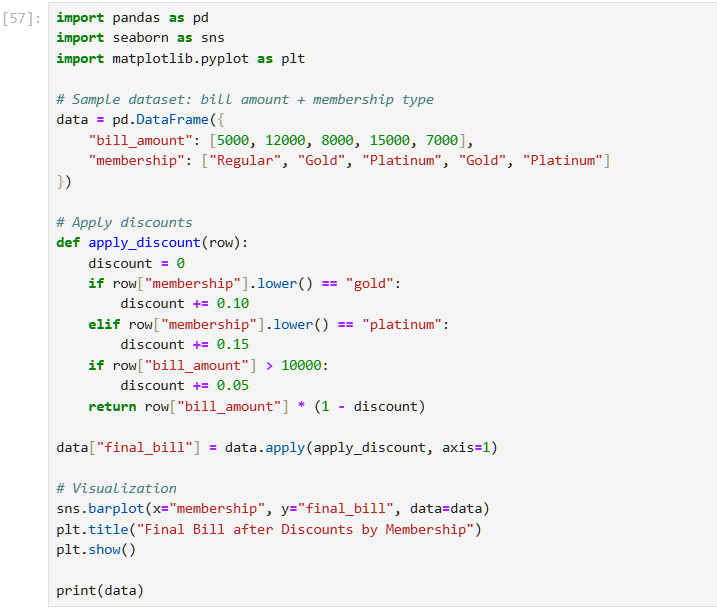 [57]:
import pandas as pd
import seaborn as sns
import matplotlib.pyplot as plt

# Sample dataset: bill amount + membership type
data = pd.DataFrame({
    "bill_amount": [5000, 12000, 8000, 15000, 7000],
    "membership": ["Regular", "Gold", "Platinum", "Gold", "Platinum"]
})

# Apply discounts
def apply_discount(row):
    discount = 0
    if row["membership"].lower() == "gold":
        discount += 0.10
    elif row["membership"].lower() == "platinum":
        discount += 0.15
    if row["bill_amount"] > 10000:
        discount += 0.05
    return row["bill_amount"] * (1 - discount)

data["final_bill"] = data.apply(apply_discount, axis=1)

# Visualization
sns.barplot(x="membership", y="final_bill", data=data)
plt.title("Final Bill after Discounts by Membership")
plt.show()

print(data)